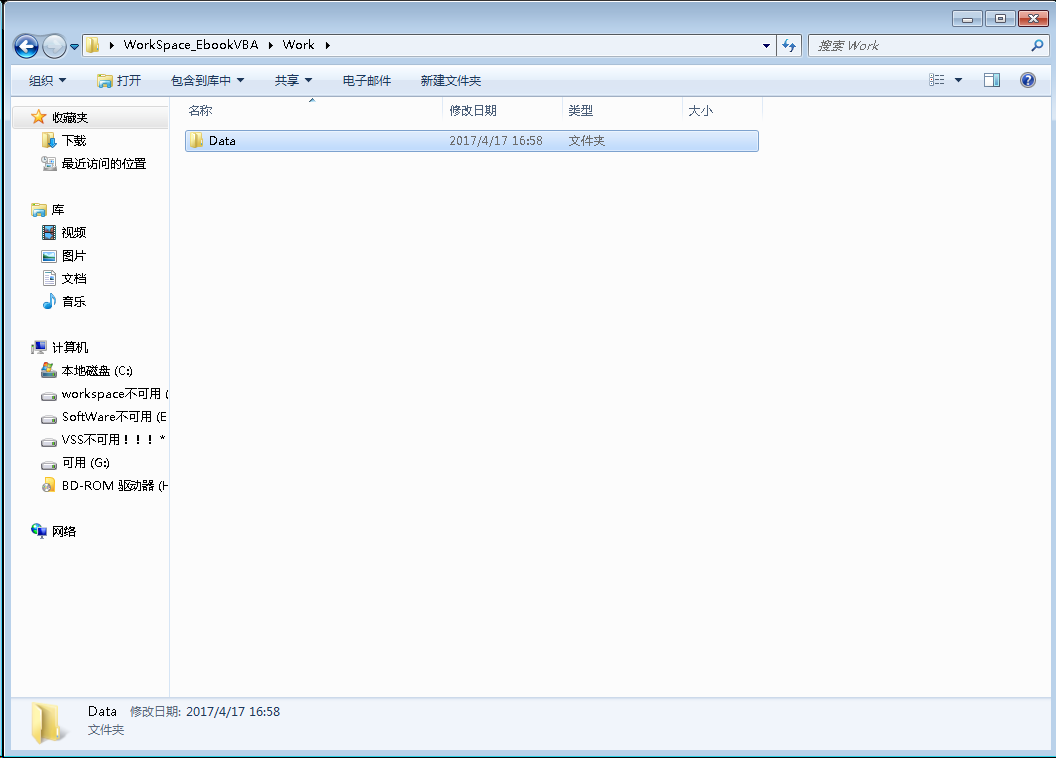 WorkSpace_EbookVBA Work 搜索 Work
组织 打开 包含到库中 共享 电子邮件 新建文件夹
名称 修改日期 类型 大小
Data 2017/4/17 16:58 文件夹
收藏夹
下载
最近访问的位置
库
视频
图片
文档
音乐
计算机
本地磁盘 (C:)
workspace不可用 (
SoftWare不可用 (E
VSS不可用！！！ *
可用 (G:)
BD-ROM 驱动器 (H
网络
Data 修改日期: 2017/4/17 16:58
文件夹